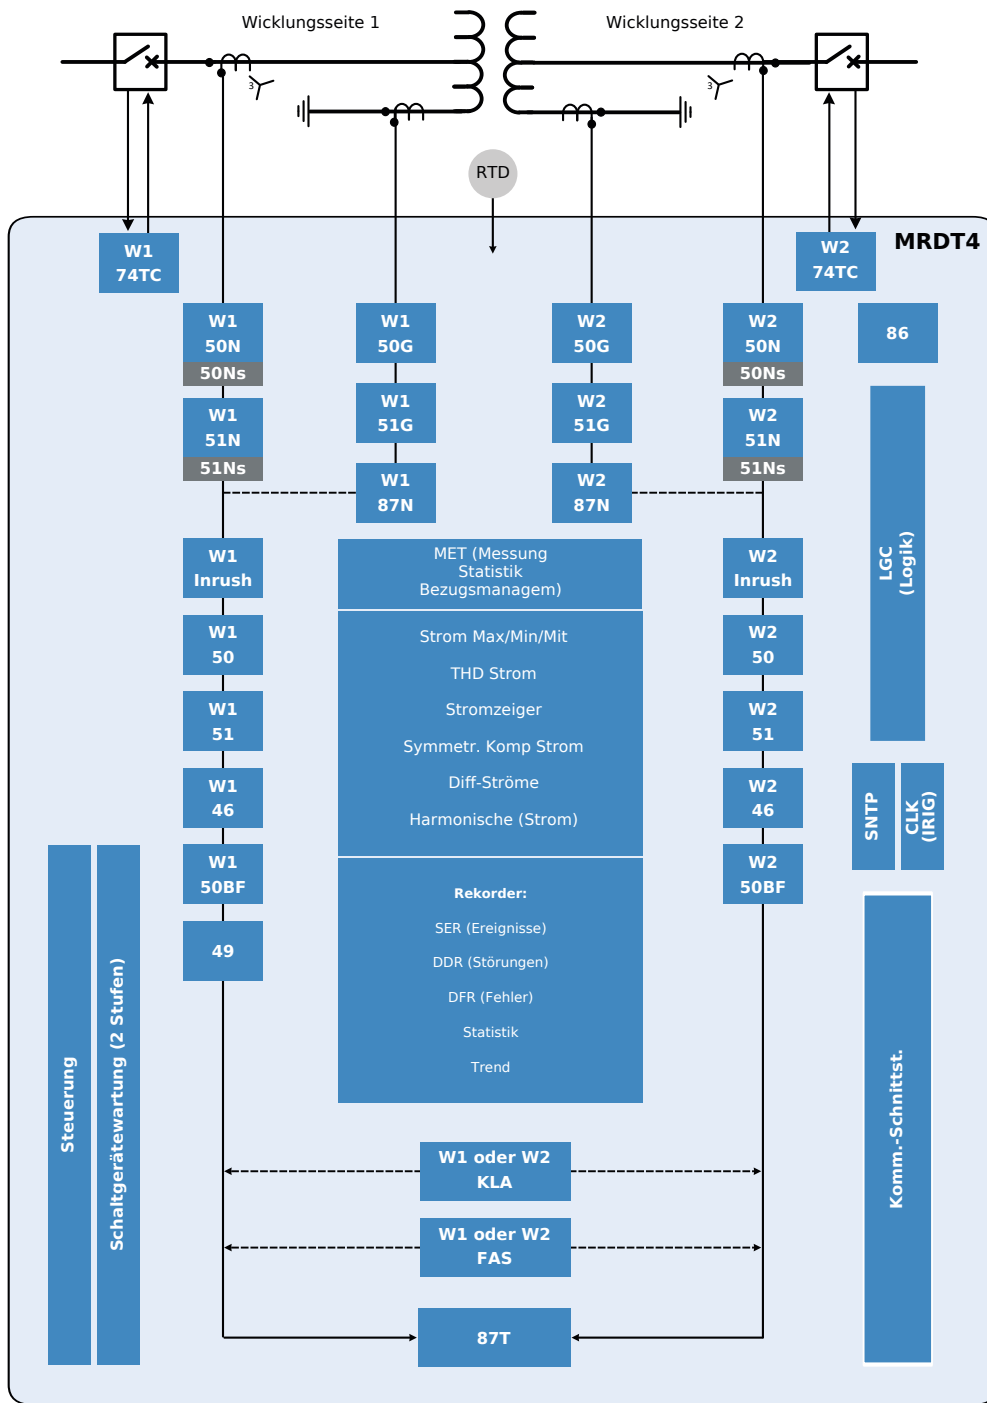 Wicklungsseite 1
Wicklungsseite 2
3
3
RTD
MRDT4
W1
74TC
W2
74TC
W1
50N
50Ns
W1
50G
W2
50G
W2
50N
50Ns
86
W1
51N
51Ns
W1
51G
W2
51G
W2
51N
51Ns
W1
87N
W2
87N
LGC
(Logik)
W1
Inrush
MET (Messung
Statistik
Bezugsmanagem)
W2
Inrush
W1
50
Strom Max/Min/Mit
THD Strom
Stromzeiger
Symmetr. Komp Strom
Diff-Ströme
Harmonische (Strom)
W2
50
W1
51
W2
51
W1
46
W2
46
SNTP
CLK
(IRIG)
W1
50BF
W2
50BF
49
Rekorder:
SER (Ereignisse)
DDR (Störungen)
DFR (Fehler)
Statistik
Trend
Steuerung
Schaltgerätewartung (2 Stufen)
Komm.-Schnittst.
W1 oder W2
KLA
W1 oder W2
FAS
87T